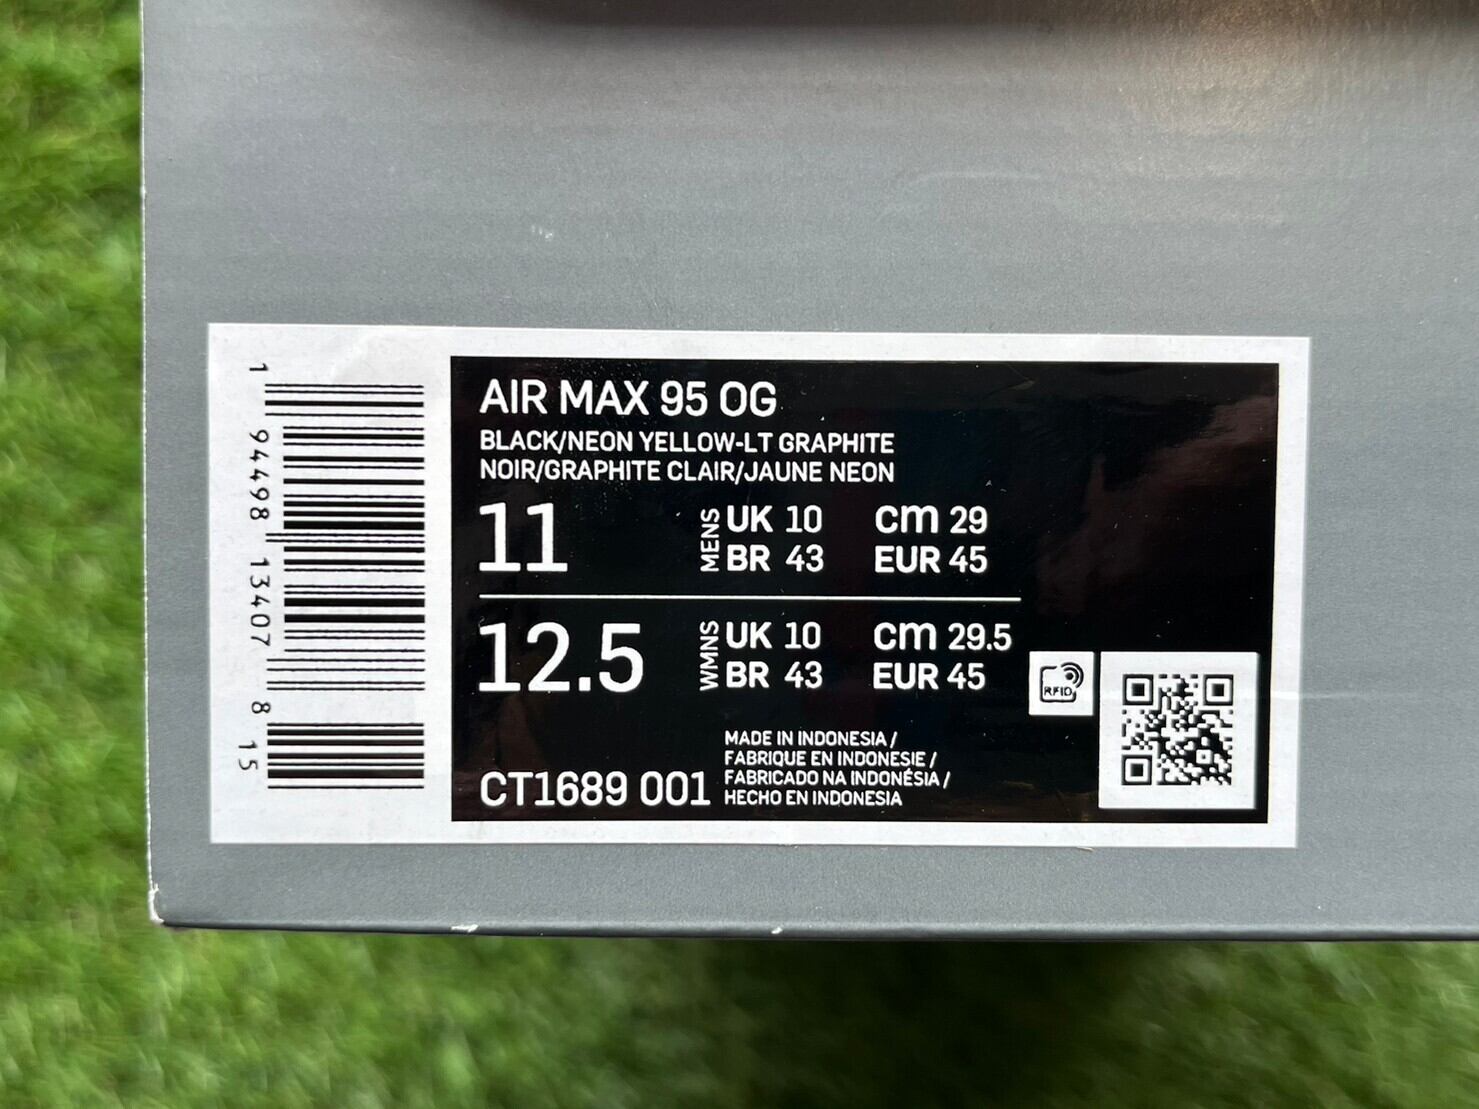 1 94498 13407 8 15
AIR MAX 95 OG
BLACK/NEON YELLOW-LT GRAPHITE
NOIR/GRAPHITE CLAIR/JAUNE NEON
11 MENS UK 10 cm 29
BR 43 EUR 45
12.5 WMNS UK 10 cm 29.5
BR 43 EUR 45
RFID
MADE IN INDONESIA /
FABRIQUE EN INDONESIE /
FABRICADO NA INDONÉSIA /
HECHO EN INDONESIA
CT1689 001